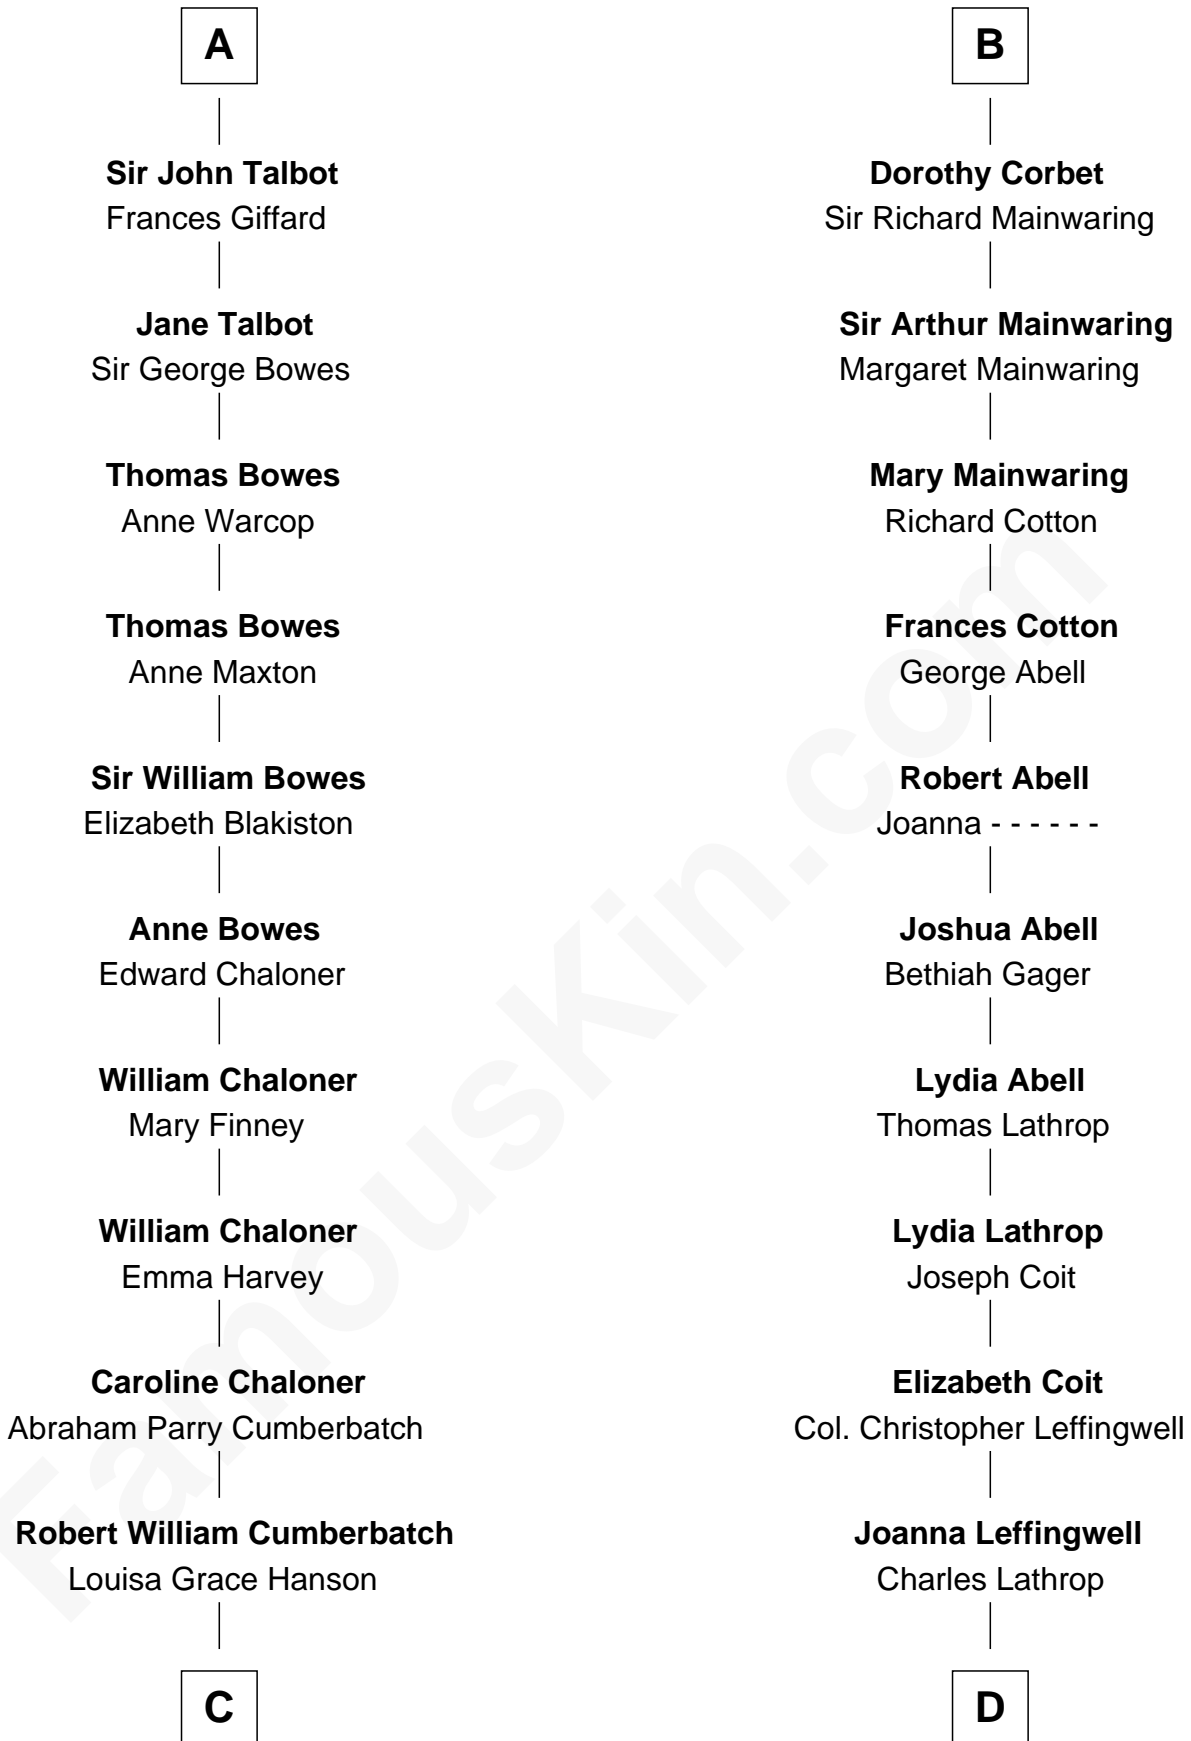 A
Sir John Talbot
Frances Giffard
Jane Talbot
Sir George Bowes
Thomas Bowes
Anne Warcop
Thomas Bowes
Anne Maxton
Sir William Bowes
Elizabeth Blakiston
Anne Bowes
Edward Chaloner
William Chaloner
Mary Finney
William Chaloner
Emma Harvey
Caroline Chaloner
Abraham Parry Cumberbatch
Robert William Cumberbatch
Louisa Grace Hanson
C
B
Dorothy Corbet
Sir Richard Mainwaring
Sir Arthur Mainwaring
Margaret Mainwaring
Mary Mainwaring
Richard Cotton
Frances Cotton
George Abell
Robert Abell
Joanna - - - - - -
Joshua Abell
Bethiah Gager
Lydia Abell
Thomas Lathrop
Lydia Lathrop
Joseph Coit
Elizabeth Coit
Col. Christopher Leffingwell
Joanna Leffingwell
Charles Lathrop
D
FamousKin.com